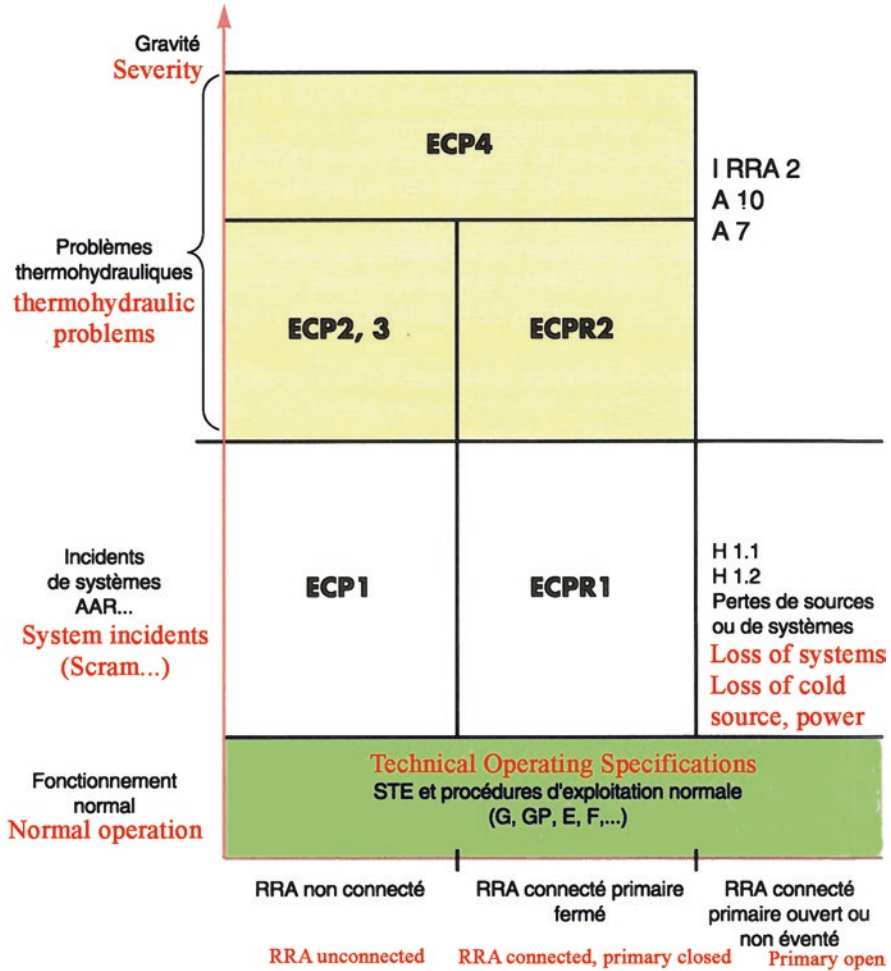 Gravité
Severity
ECP4
I RRA 2
A 10
A 7
Problèmes
thermohydrauliques
thermohydraulic
problems
ECP2, 3
ECPR2
Incidents
de systèmes
AAR...
System incidents
(Scram...)
ECP1
ECPR1
H 1.1
H 1.2
Pertes de sources
ou de systèmes
Loss of systems
Loss of cold
source, power
Fonctionnement
normal
Normal operation
Technical Operating Specifications
STE et procédures d'exploitation normale
(G, GP, E, F,...)
RRA non connecté
RRA connecté primaire
fermé
RRA connecté
primaire ouvert ou
non éventé
RRA unconnected
RRA connected, primary closed
Primary open